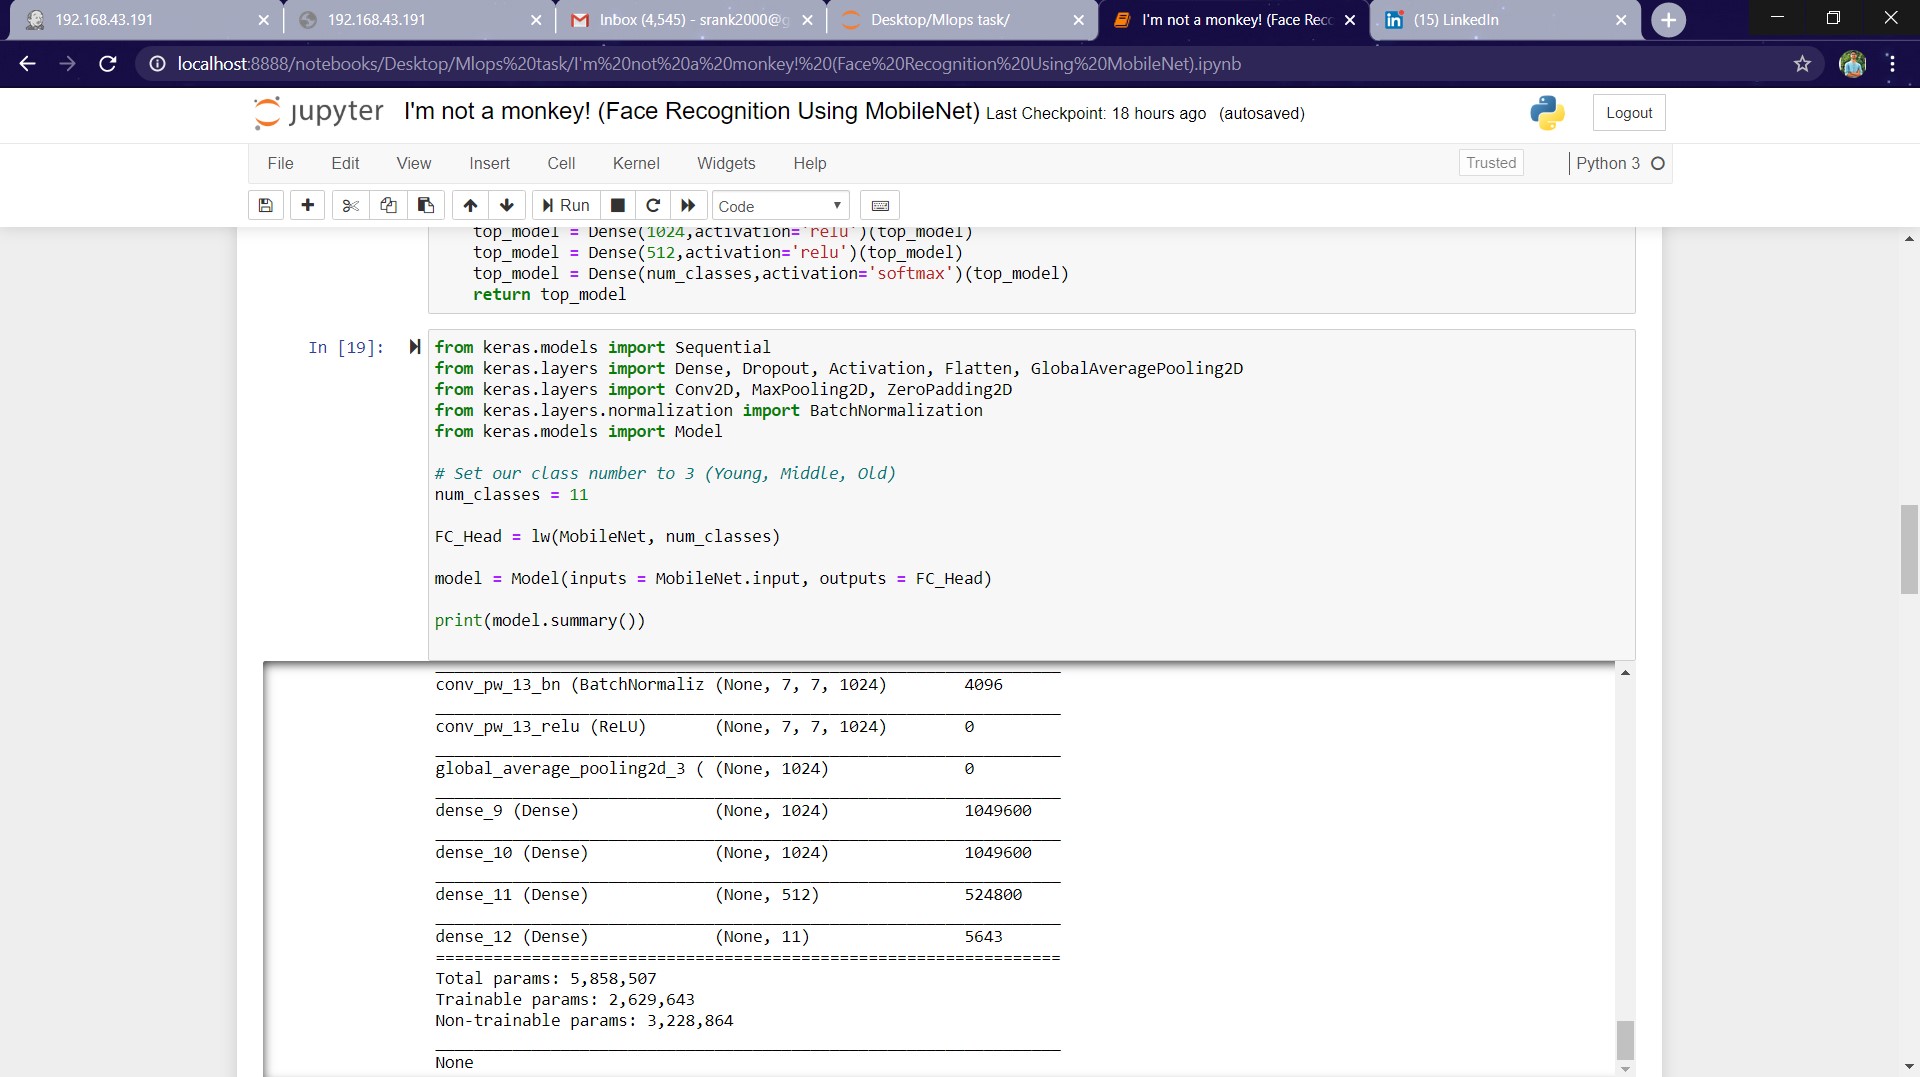 192.168.43.191
192.168.43.191
Inbox (4,545) - srank2000@g
Desktop/Mlops task/
I'm not a monkey! (Face Rec
(15) LinkedIn
localhost:8888/notebooks/Desktop/Mlops%20task/I'm%20not%20a%20monkey!%20(Face%20Recognition%20Using%20MobileNet).ipynb
jupyter I'm not a monkey! (Face Recognition Using MobileNet) Last Checkpoint: 18 hours ago (autosaved)
Logout
File Edit View Insert Cell Kernel Widgets Help
Trusted
Python 3
Run
Code
top_model = Dense(1024,activation='relu')(top_model)
top_model = Dense(512,activation='relu')(top_model)
top_model = Dense(num_classes,activation='softmax')(top_model)
return top_model
In [19]:
from keras.models import Sequential
from keras.layers import Dense, Dropout, Activation, Flatten, GlobalAveragePooling2D
from keras.layers import Conv2D, MaxPooling2D, ZeroPadding2D
from keras.layers.normalization import BatchNormalization
from keras.models import Model
# Set our class number to 3 (Young, Middle, Old)
num_classes = 11
FC_Head = lw(MobileNet, num_classes)
model = Model(inputs = MobileNet.input, outputs = FC_Head)
print(model.summary())
conv_pw_13_bn (BatchNormaliz (None, 7, 7, 1024) 4096
conv_pw_13_relu (ReLU) (None, 7, 7, 1024) 0
global_average_pooling2d_3 ( (None, 1024) 0
dense_9 (Dense) (None, 1024) 1049600
dense_10 (Dense) (None, 1024) 1049600
dense_11 (Dense) (None, 512) 524800
dense_12 (Dense) (None, 11) 5643
=================================================================
Total params: 5,858,507
Trainable params: 2,629,643
Non-trainable params: 3,228,864
None